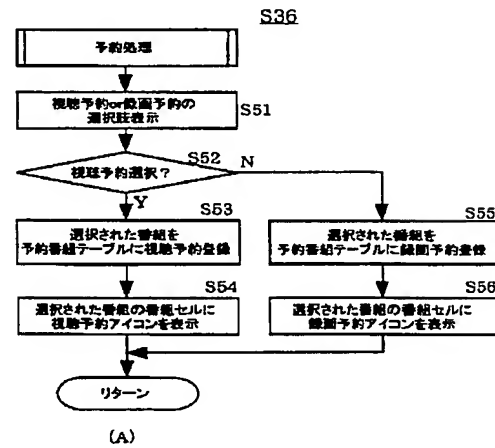 S36
予約処理
視聴予約or録画予約の
選択肢表示
S51
S52
視聴予約選択？
N
Y
S53
選択された番組を
予約番組テーブルに視聴予約登録
S55
選択された番組を
予約番組テーブルに録画予約登録
S54
選択された番組の番組セルに
視聴予約アイコンを表示
S56
選択された番組の番組セルに
録画予約アイコンを表示
リターン
(A)